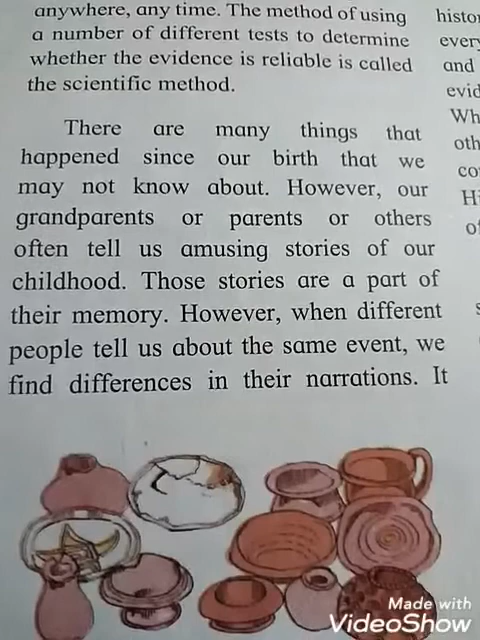 anywhere, any time. The method of using
a number of different tests to determine
whether the evidence is reliable is called
the scientific method.
There are many things that
happened since our birth that we
may not know about. However, our
grandparents or parents or others
often tell us amusing stories of our
childhood. Those stories are a part of
their memory. However, when different
people tell us about the same event, we
find differences in their narrations. It
and
Made with
VideoShow